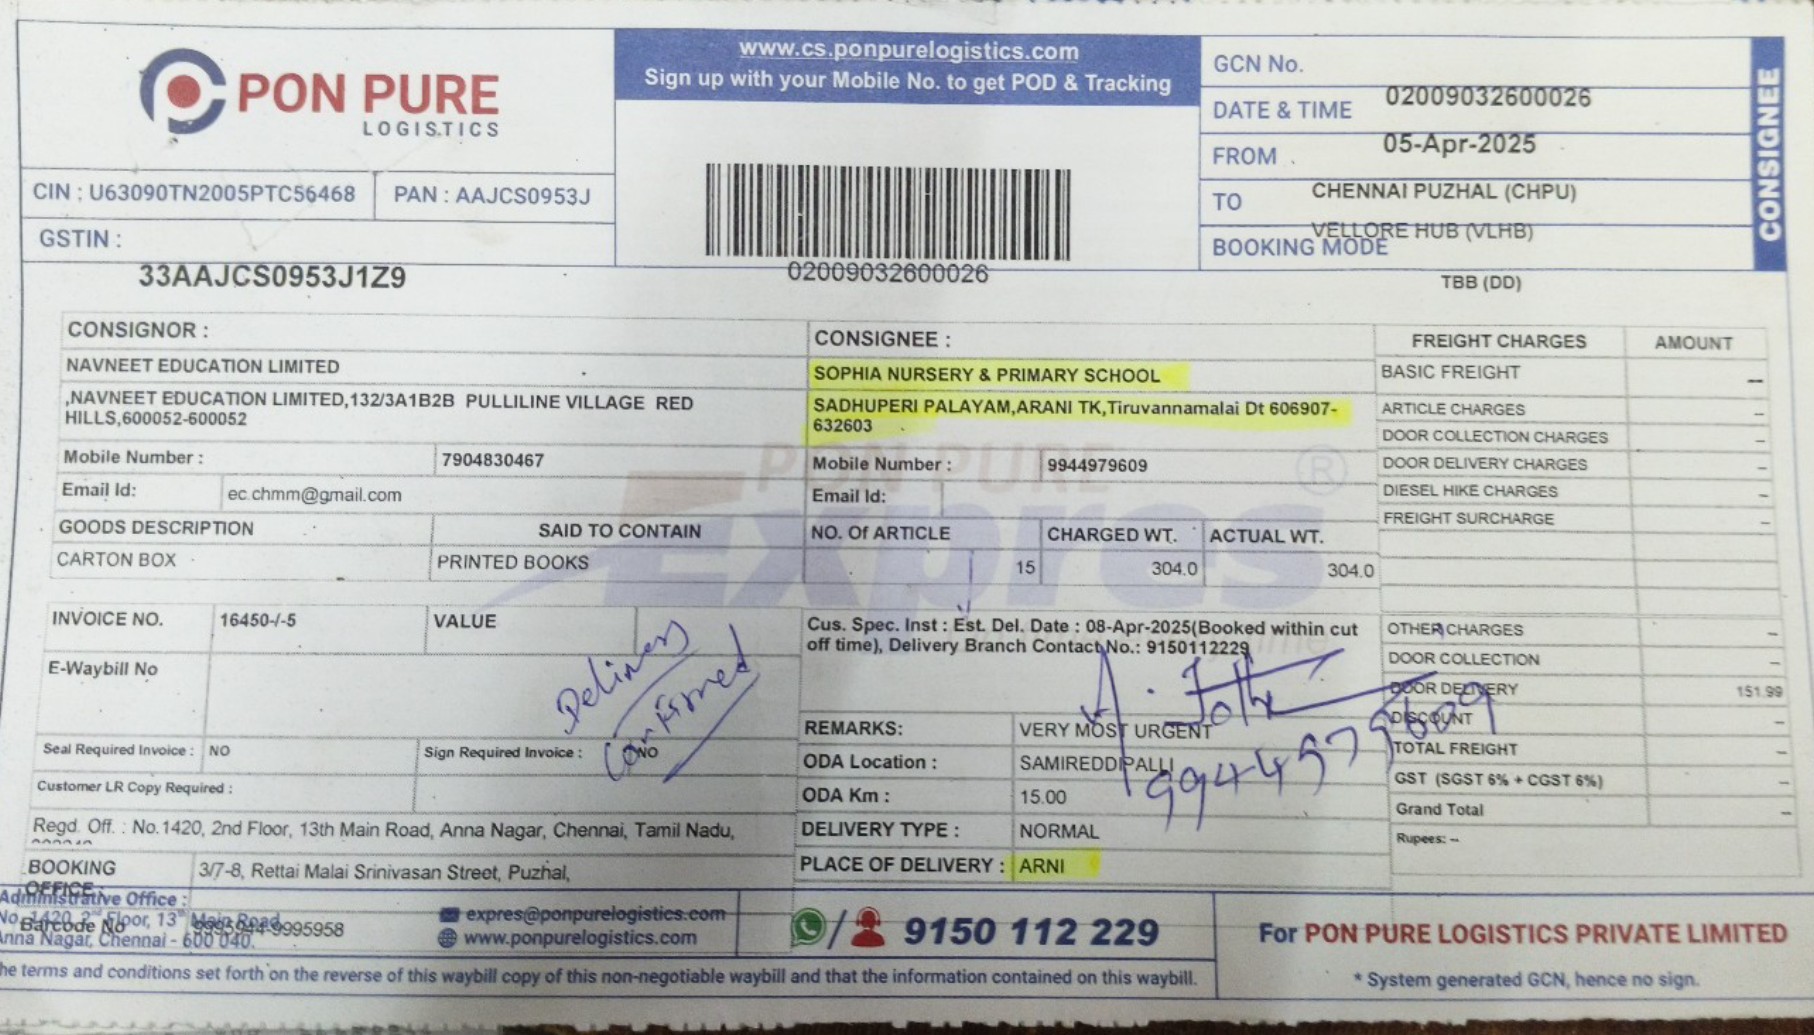 PON PURE
LOGISTICS
CIN : U63090TN2005PTC56468
PAN : AAJCS0953J
GSTIN :
33AAJCS0953J1Z9
www.cs.ponpurelogistics.com
Sign up with your Mobile No. to get POD & Tracking
02009032600026
GCN No.
02009032600026
DATE & TIME
05-Apr-2025
FROM
CHENNAI PUZHAL (CHPU)
TO
VELLORE HUB (VLHB)
BOOKING MODE
TBB (DD)
CONSIGNEE
CONSIGNOR :
NAVNEET EDUCATION LIMITED
,NAVNEET EDUCATION LIMITED,132/3A1B2B PULLILINE VILLAGE RED
HILLS,600052-600052
Mobile Number : 7904830467
Email Id: ec.chmm@gmail.com
CONSIGNEE :
SOPHIA NURSERY & PRIMARY SCHOOL
SADHUPERI PALAYAM,ARANI TK,Tiruvannamalai Dt 606907-
632603
Mobile Number : 9944979609
Email Id:
PON PURE
Expres ®
GOODS DESCRIPTION SAID TO CONTAIN NO. Of ARTICLE CHARGED WT. ACTUAL WT.
CARTON BOX PRINTED BOOKS 15 304.0 304.0
INVOICE NO. 16450-/-5 VALUE
E-Waybill No
Delivery
Confirmed
Seal Required Invoice : NO Sign Required Invoice : NO
Customer LR Copy Required :
Regd. Off. : No.1420, 2nd Floor, 13th Main Road, Anna Nagar, Chennai, Tamil Nadu,
BOOKING
OFFICE
3/7-8, Rettai Malai Srinivasan Street, Puzhal,
Barcode No 9995944-9995958
Cus. Spec. Inst : Est. Del. Date : 08-Apr-2025(Booked within cut
off time), Delivery Branch Contact No.: 9150112229
REMARKS: VERY MOST URGENT
ODA Location : SAMIREDDIPALLI
ODA Km : 15.00
DELIVERY TYPE : NORMAL
PLACE OF DELIVERY : ARNI
9944979609
FREIGHT CHARGES AMOUNT
BASIC FREIGHT --
ARTICLE CHARGES --
DOOR COLLECTION CHARGES --
DOOR DELIVERY CHARGES --
DIESEL HIKE CHARGES --
FREIGHT SURCHARGE --
OTHER CHARGES --
DOOR COLLECTION --
DOOR DELIVERY 151.99
DISCOUNT --
TOTAL FREIGHT --
GST (SGST 6% + CGST 6%) --
Grand Total --
Rupees: --
Administrative Office :
No. 1420, 2nd Floor, 13th Main Road,
Anna Nagar, Chennai - 600 040.
expres@ponpurelogistics.com
www.ponpurelogistics.com
9150 112 229
For PON PURE LOGISTICS PRIVATE LIMITED
* System generated GCN, hence no sign.
he terms and conditions set forth on the reverse of this waybill copy of this non-negotiable waybill and that the information contained on this waybill.